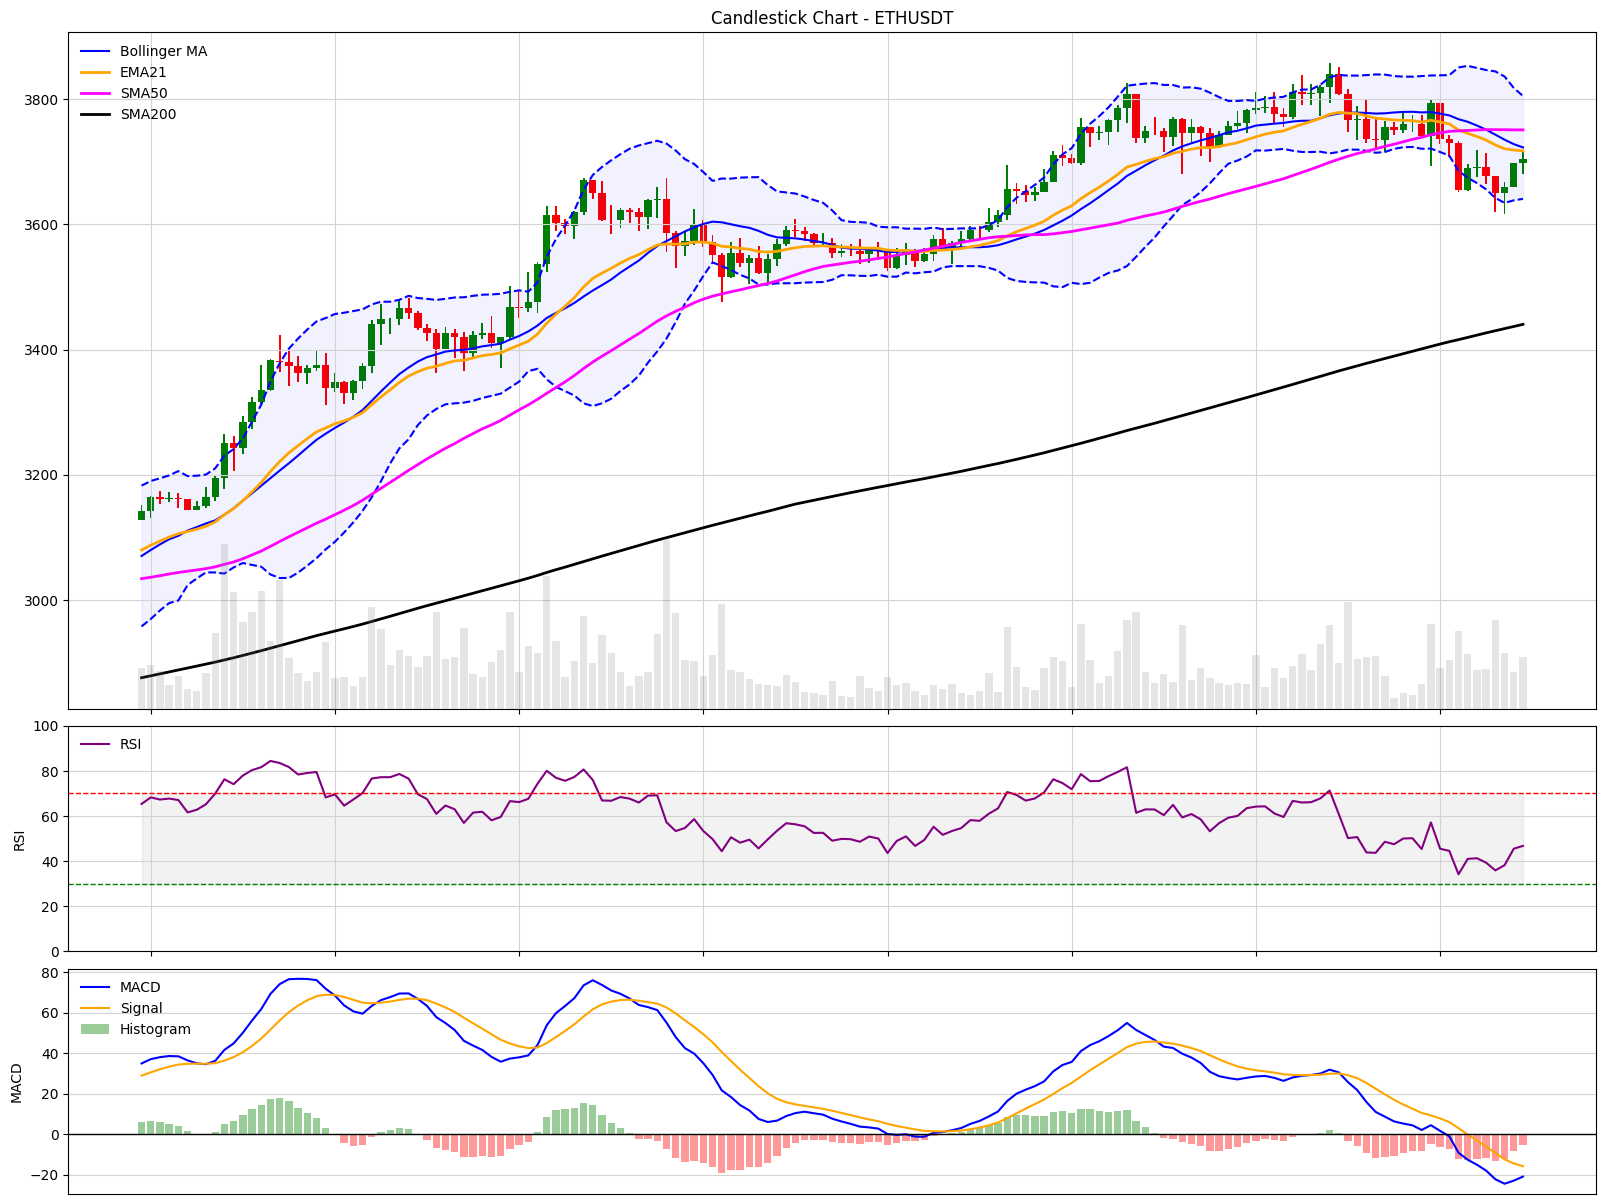 Candlestick Chart - ETHUSDT
Bollinger MA
EMA21
SMA50
SMA200
3800
3600
3400
3200
3000
RSI
100
80
60
40
20
0
RSI
MACD
Signal
Histogram
80
60
40
20
0
−20
MACD